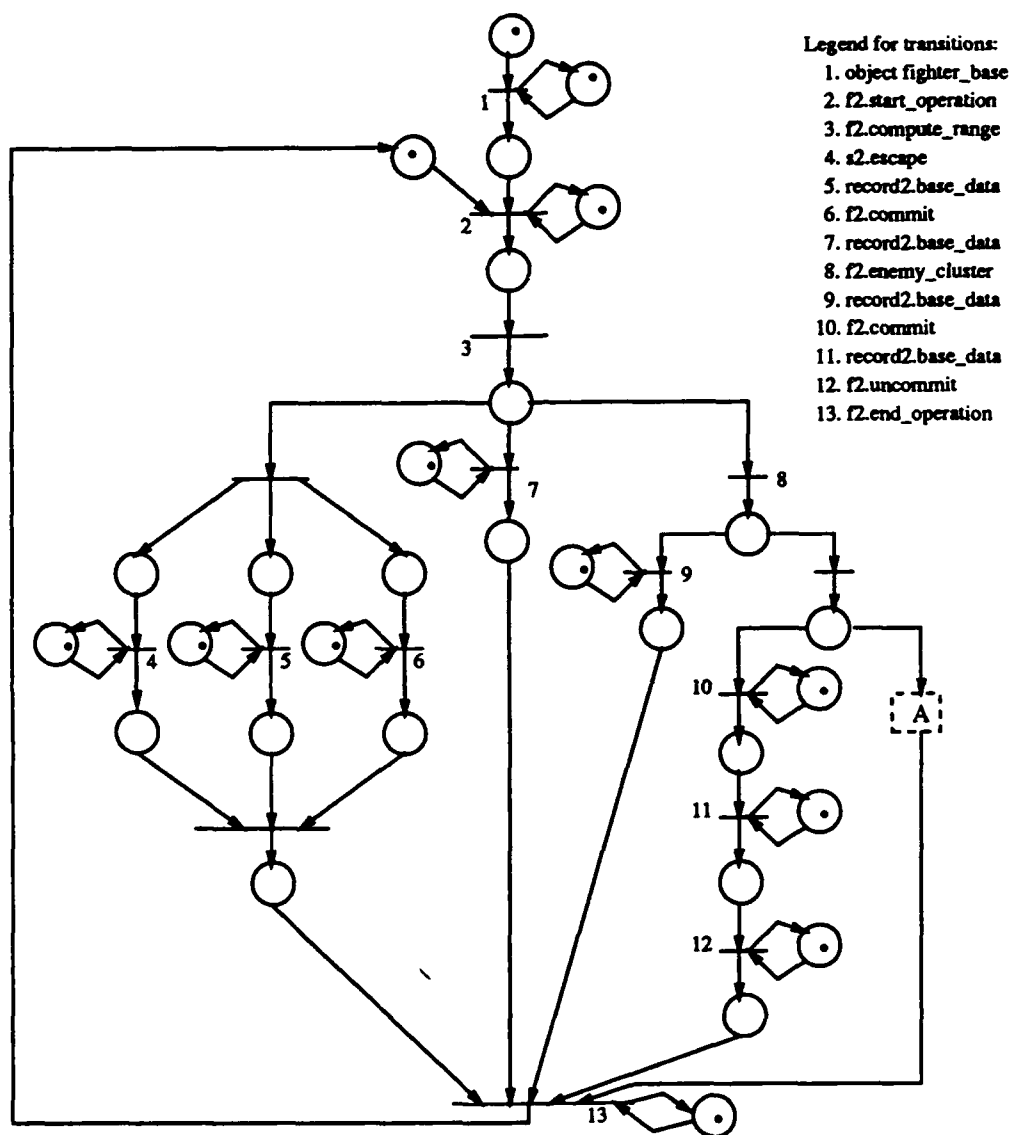 Legend for transitions:
1. object fighter_base
2. f2.start_operation
3. f2.compute_range
4. s2.escape
5. record2.base_data
6. f2.commit
7. record2.base_data
8. f2.enemy_cluster
9. record2.base_data
10. f2.commit
11. record2.base_data
12. f2.uncommit
13. f2.end_operation
1
2
3
7
8
9
4
5
6
10
A
11
12
13